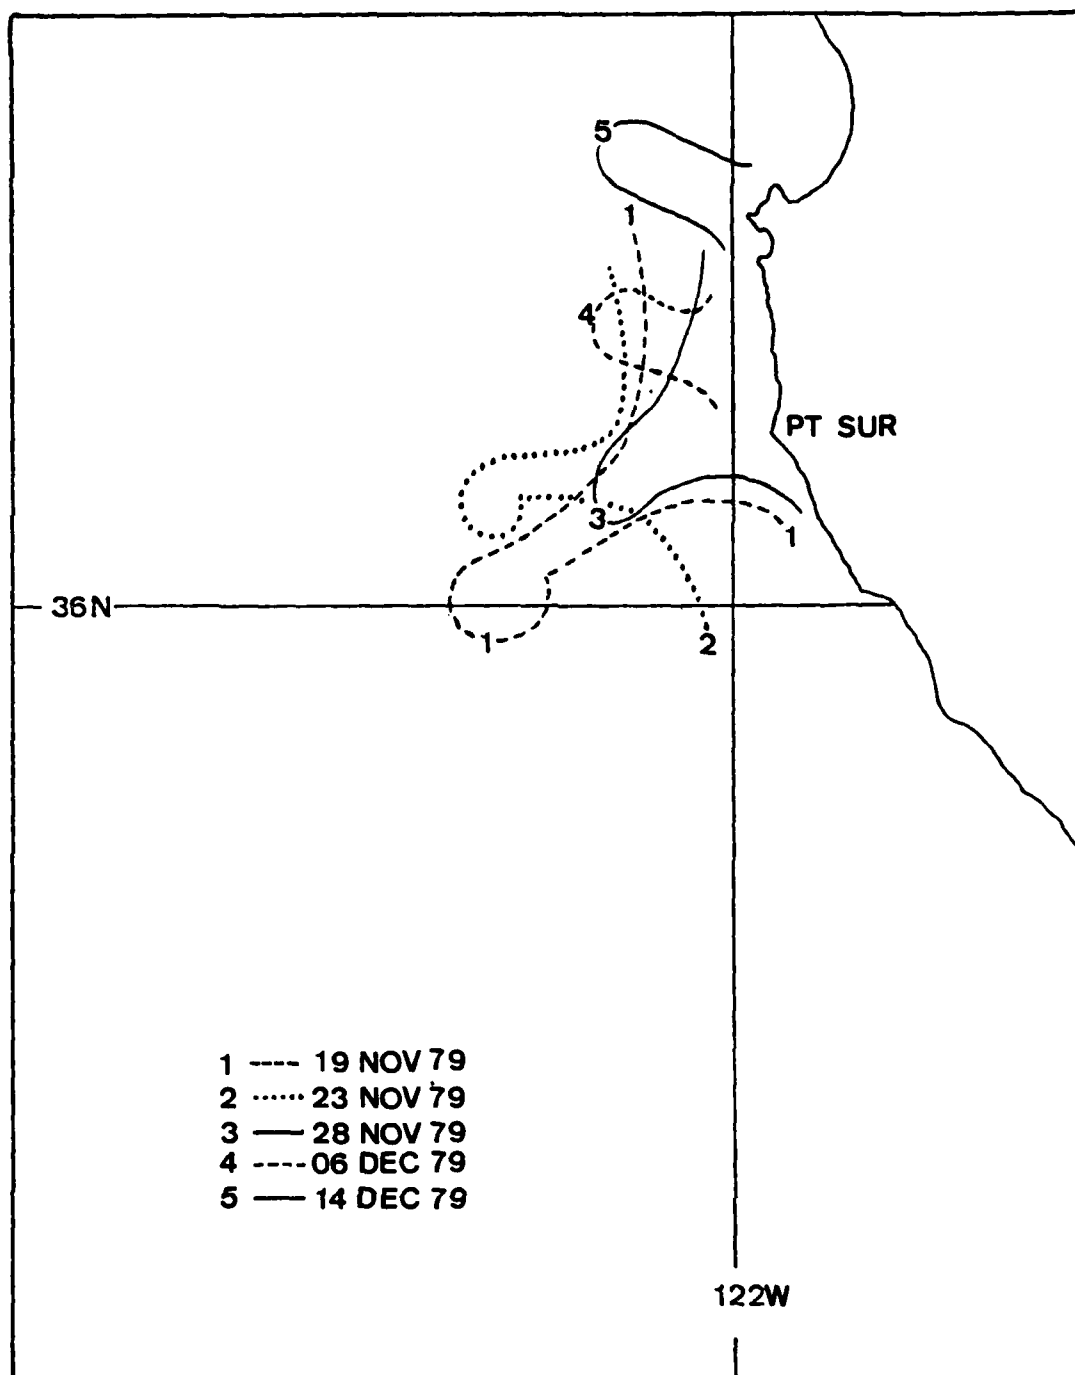 5
1
4
PT SUR
3
1
36N
1
2
1 ---- 19 NOV 79
2 ...... 23 NOV 79
3 — 28 NOV 79
4 ---- 06 DEC 79
5 — 14 DEC 79
122W